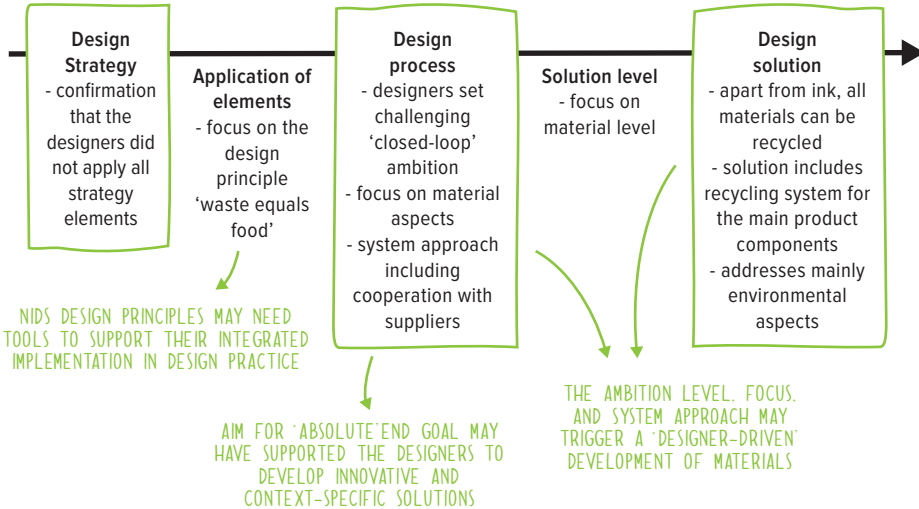 Design
Strategy
- confirmation
that the
designers did
not apply all
strategy
elements
Application of
elements
- focus on the
design
principle
‘waste equals
food’
Design
process
- designers set
challenging
‘closed-loop’
ambition
- focus on material
aspects
- system approach
including
cooperation with
suppliers
Solution level
- focus on
material level
Design
solution
- apart from ink, all
materials can be
recycled
- solution includes
recycling system for
the main product
components
- addresses mainly
environmental
aspects
NIDS DESIGN PRINCIPLES MAY NEED
TOOLS TO SUPPORT THEIR INTEGRATED
IMPLEMENTATION IN DESIGN PRACTICE
AIM FOR ‘ABSOLUTE’ END GOAL MAY
HAVE SUPPORTED THE DESIGNERS TO
DEVELOP INNOVATIVE AND
CONTEXT-SPECIFIC SOLUTIONS
THE AMBITION LEVEL, FOCUS,
AND SYSTEM APPROACH MAY
TRIGGER A ‘DESIGNER-DRIVEN’
DEVELOPMENT OF MATERIALS